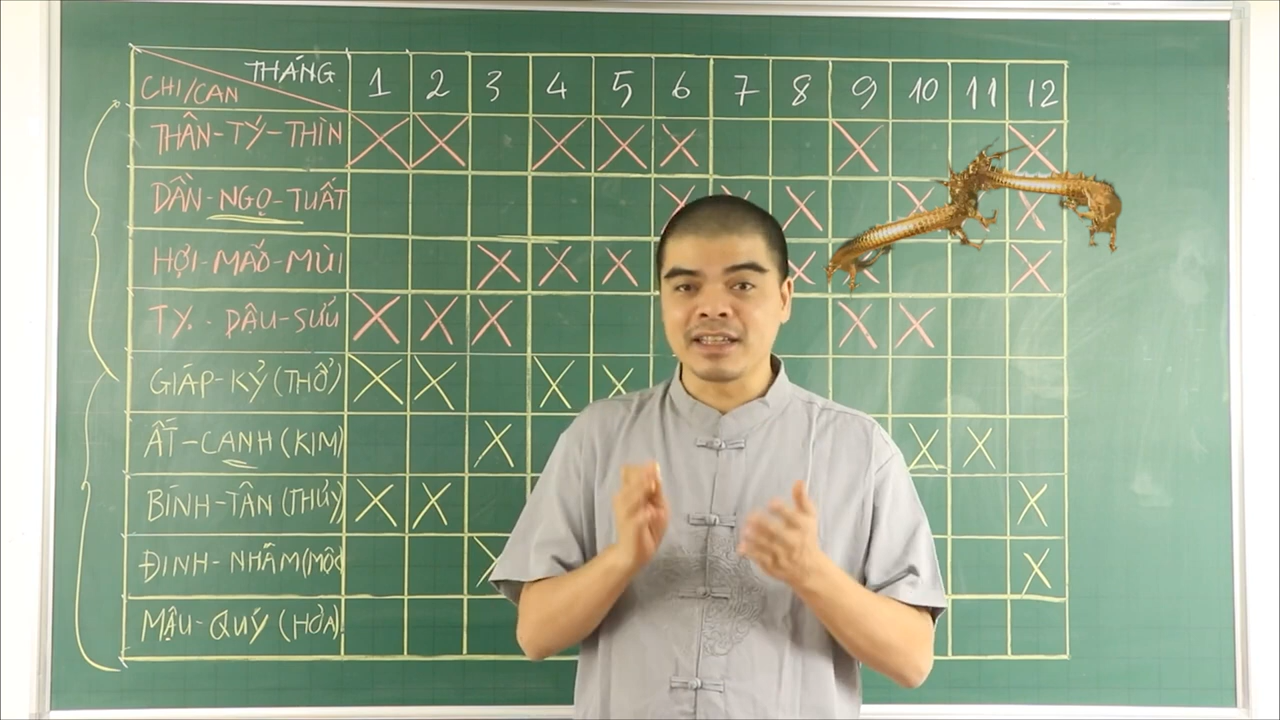 THÁNG 1 2 3 4 5 6 7 8 9 10 11 12
CHI/CAN
THÂN-TÝ-THÌN X X X X X X X
DẦN-NGỌ-TUẤT X X X X X
HỢI-MÃO-MÙI X X X X X X
TỴ-DẬU-SỬU X X X X X
GIÁP-KỶ (THỔ) X X X X
ẤT-CANH (KIM) X X X
BÍNH-TÂN (THỦY) X X X
ĐINH-NHÂM (MỘC X X
MẬU-QUÝ (HỎA)